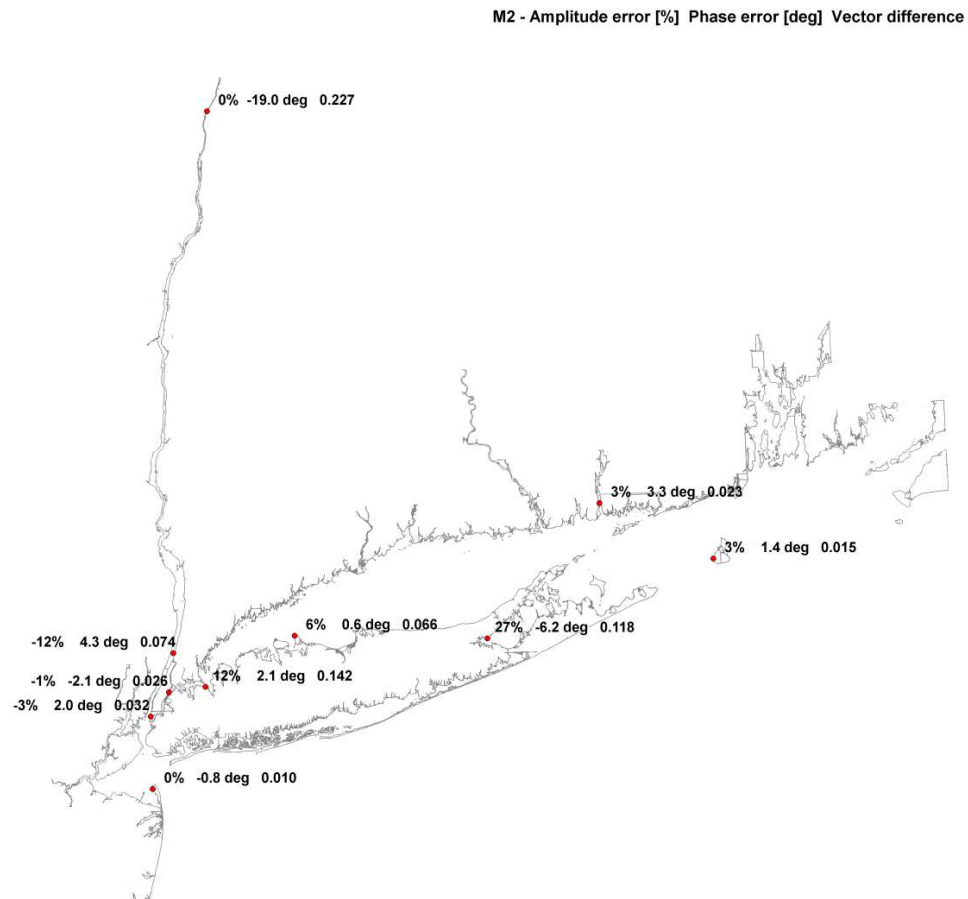 M2 - Amplitude error [%] Phase error [deg] Vector difference
0% -19.0 deg 0.227
3% 3.3 deg 0.023
3% 1.4 deg 0.015
6% 0.6 deg 0.066
27% -6.2 deg 0.118
-12% 4.3 deg 0.074
12% 2.1 deg 0.142
-1% -2.1 deg 0.026
-3% 2.0 deg 0.032
0% -0.8 deg 0.010